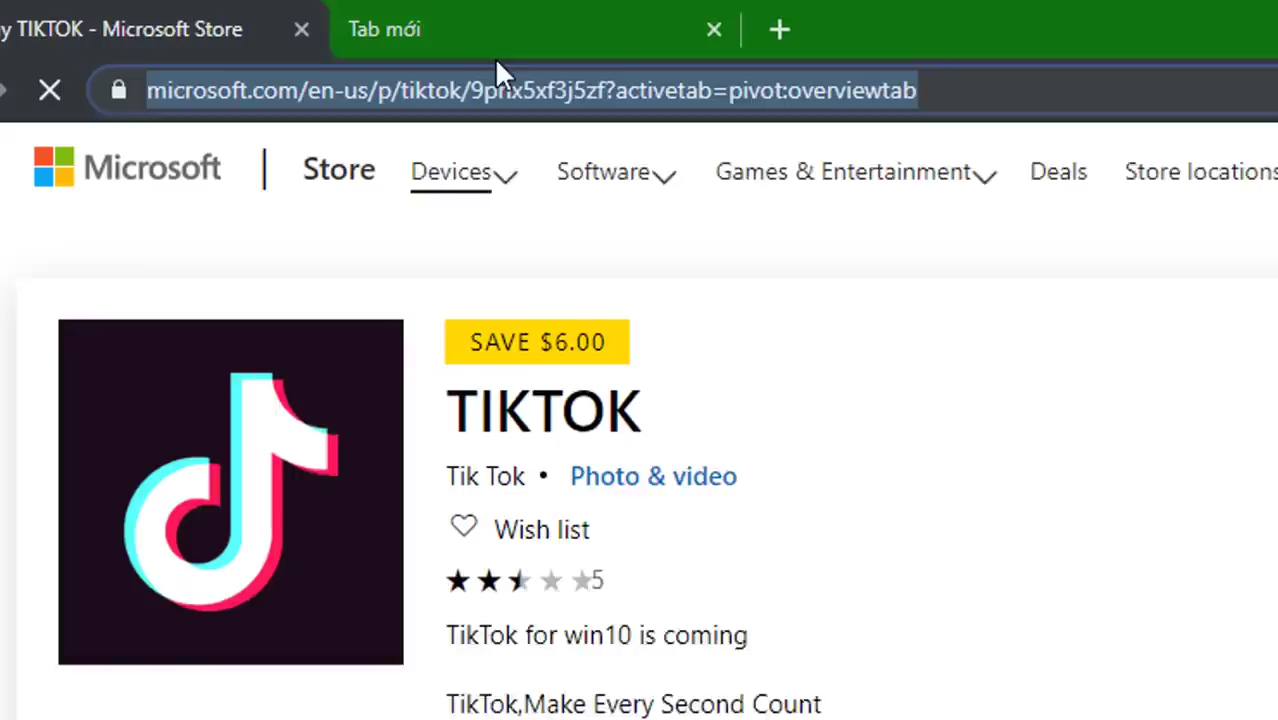 y TIKTOK - Microsoft Store
Tab mới
microsoft.com/en-us/p/tiktok/9phx5xf3j5zf?activetab=pivot:overviewtab
Microsoft Store Devices Software Games & Entertainment Deals Store locations
SAVE $6.00
TIKTOK
Tik Tok • Photo & video
Wish list
5
TikTok for win10 is coming
TikTok,Make Every Second Count